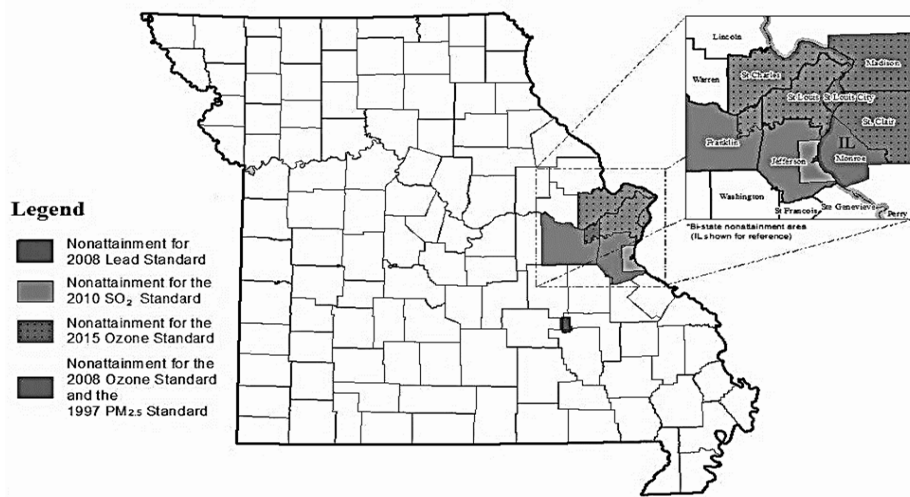 Legend
Nonattainment for
2008 Lead Standard
Nonattainment for the
2010 SO₂ Standard
Nonattainment for the
2015 Ozone Standard
Nonattainment for the
2008 Ozone Standard
and the
1997 PM₂.₅ Standard
Lincoln
Warren
St Charles
Madison
St Louis
St Louis City
St. Clair
Franklin
Jefferson
IL
Monroe
Washington
St Francois
Ste Genevieve
Perry
*Bi-state nonattainment area
(IL shown for reference)